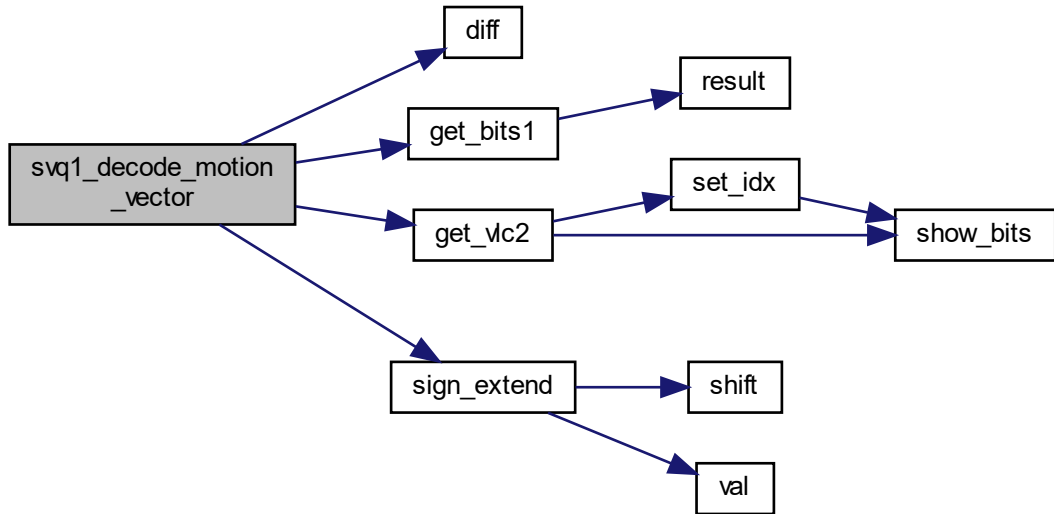 diff
result
get_bits1
svq1_decode_motion
_vector
set_idx
get_vlc2
show_bits
sign_extend
shift
val